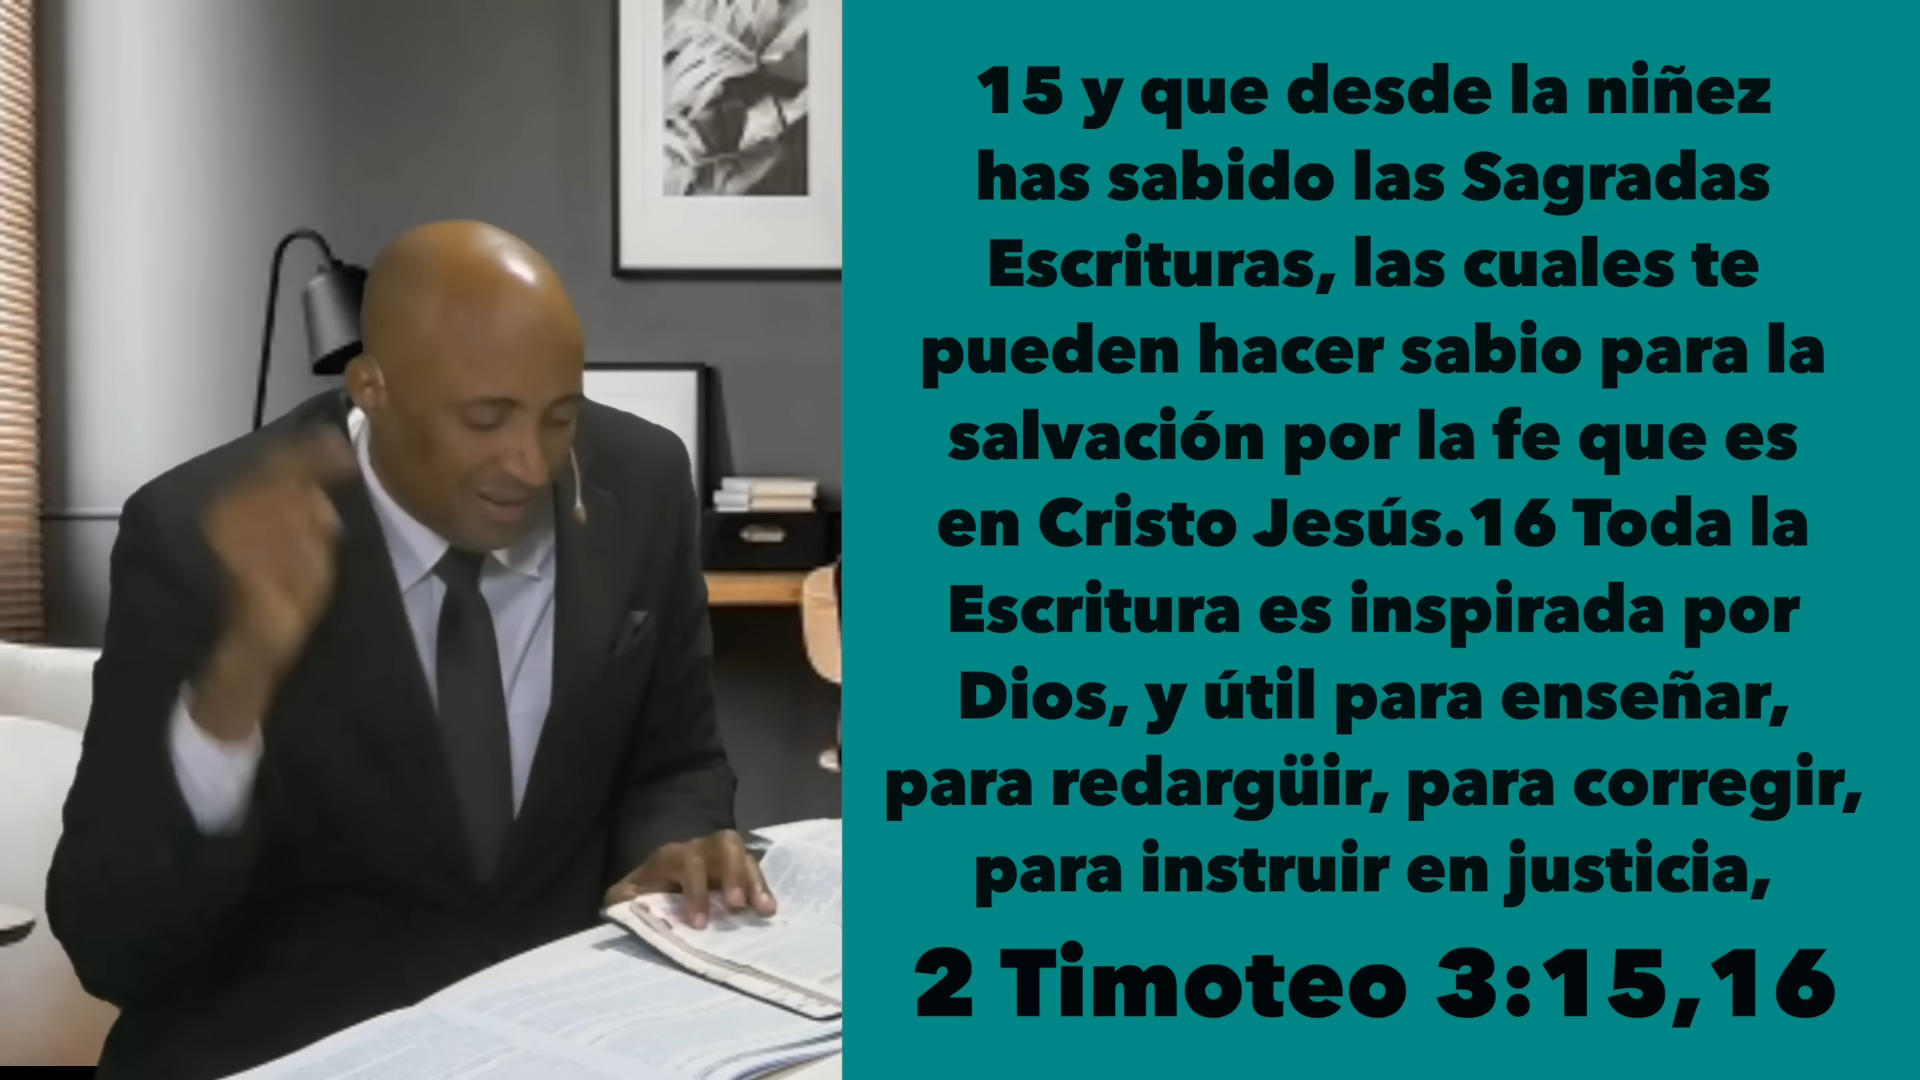 15 y que desde la niñez
has sabido las Sagradas
Escrituras, las cuales te
pueden hacer sabio para la
salvación por la fe que es
en Cristo Jesús.16 Toda la
Escritura es inspirada por
Dios, y útil para enseñar,
para redargüir, para corregir,
para instruir en justicia,
2 Timoteo 3:15,16